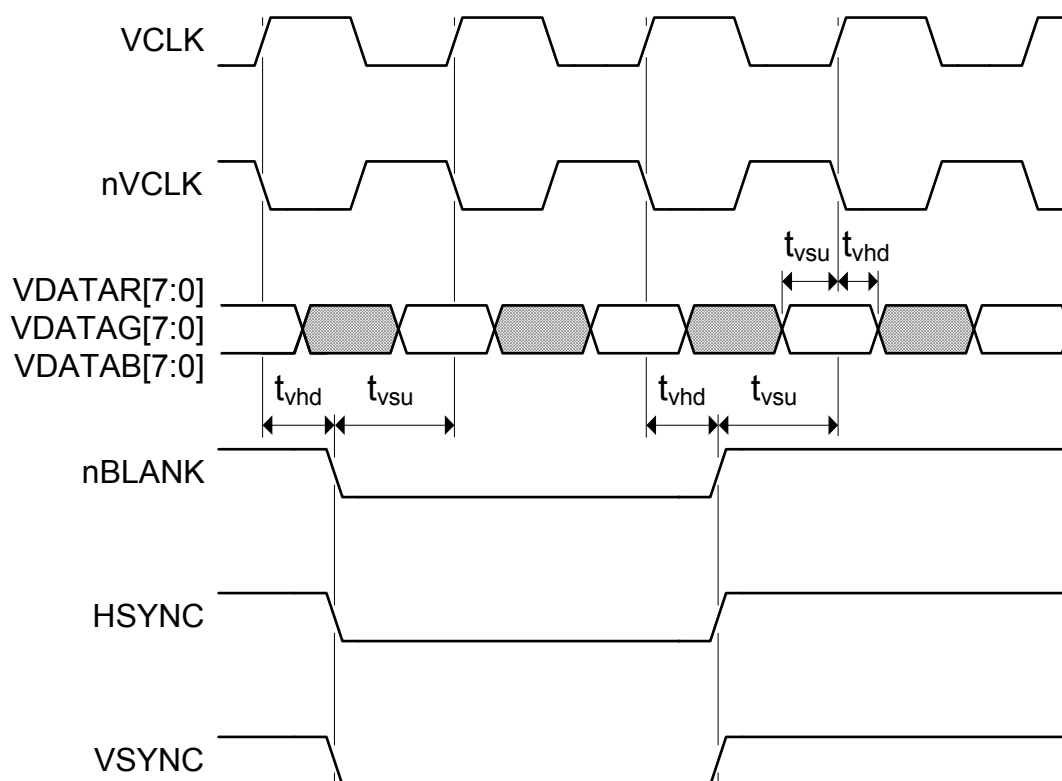 VCLK
nVCLK
t_vsu t_vhd
VDATAR[7:0]
VDATAG[7:0]
VDATAB[7:0]
t_vhd t_vsu t_vhd t_vsu
nBLANK
HSYNC
VSYNC